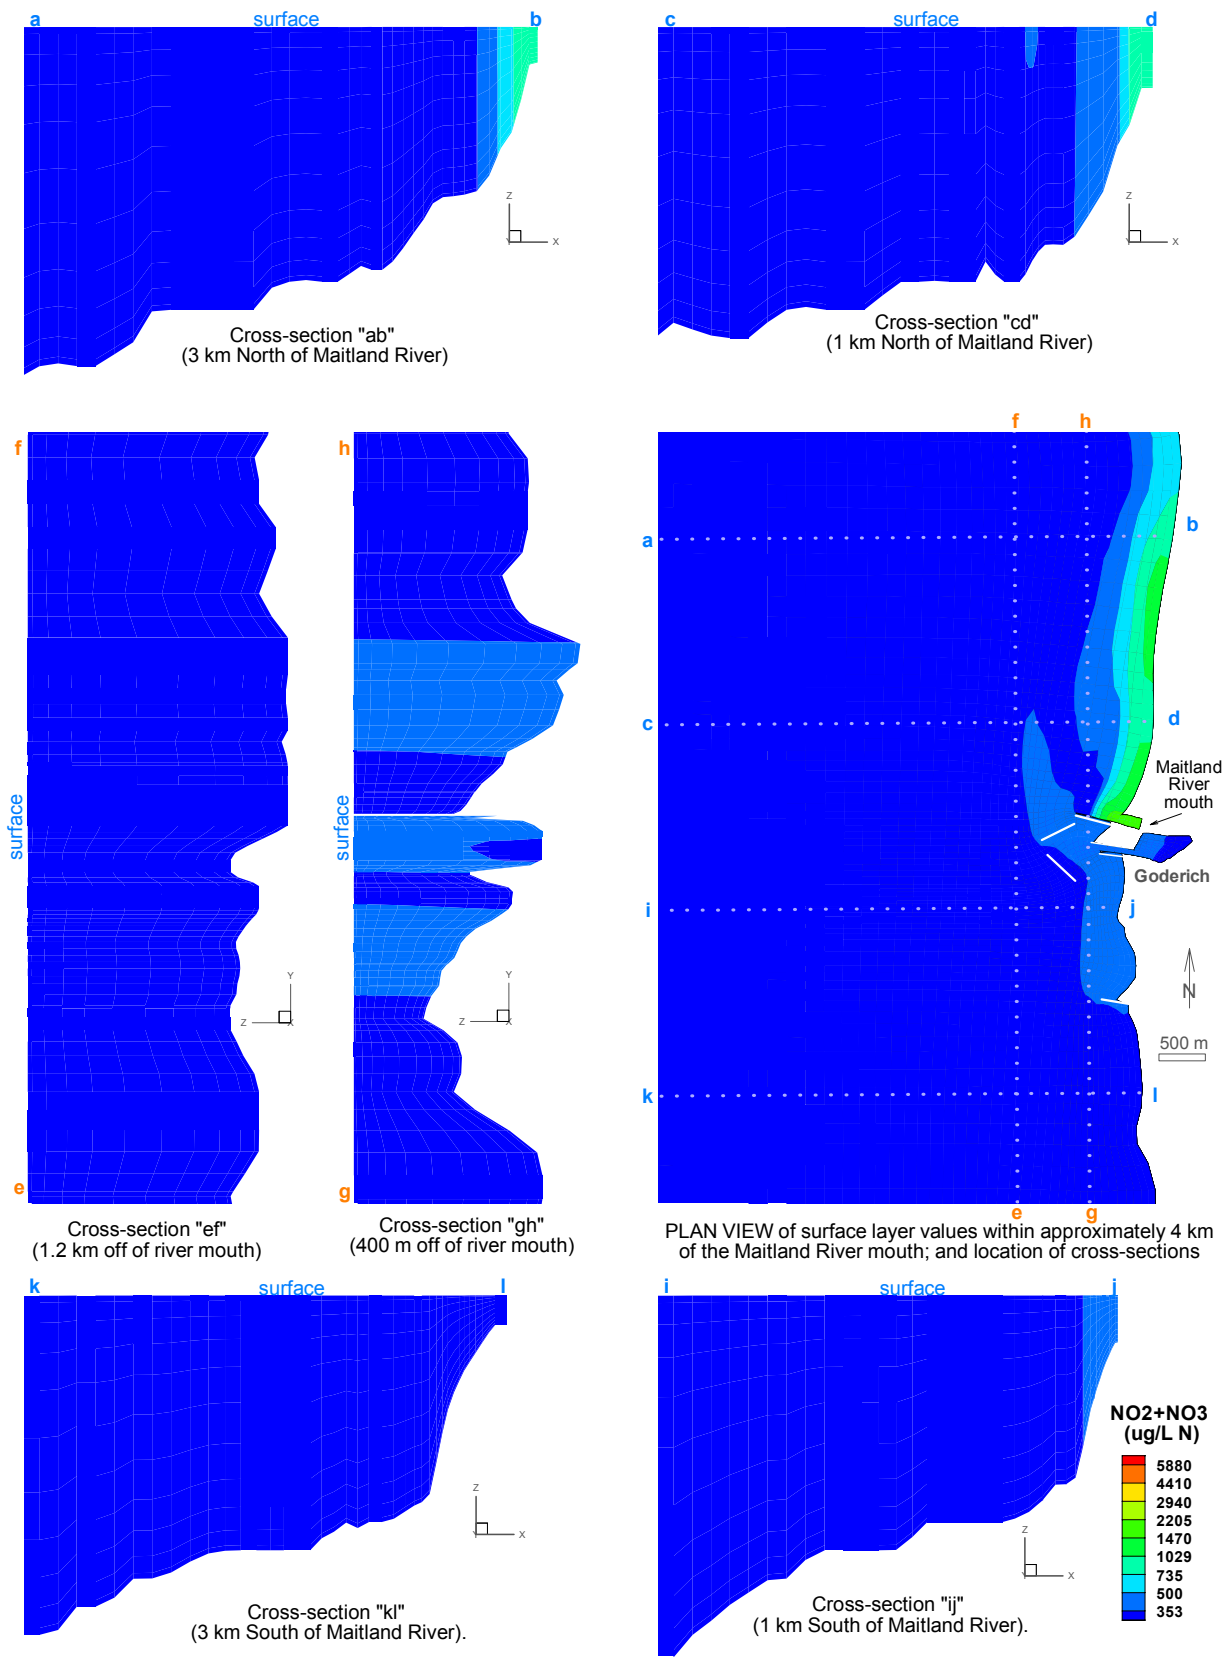 a surface b
c surface d
Z
X
Y
Z
X
Y
Cross-section "ab"
(3 km North of Maitland River)
Cross-section "cd"
(1 km North of Maitland River)
f
h
surface
surface
Y
Z
X
Y
Z
X
e
g
Cross-section "ef"
(1.2 km off of river mouth)
Cross-section "gh"
(400 m off of river mouth)
f h
a
b
c
d
Maitland
River
mouth
Goderich
i
j
N
500 m
k
l
e g
PLAN VIEW of surface layer values within approximately 4 km
of the Maitland River mouth; and location of cross-sections
k surface l
Z
Y
X
Cross-section "kl"
(3 km South of Maitland River).
i surface j
Z
Y
X
Cross-section "ij"
(1 km South of Maitland River).
NO2+NO3
(ug/L N)
5880
4410
2940
2205
1470
1029
735
500
353